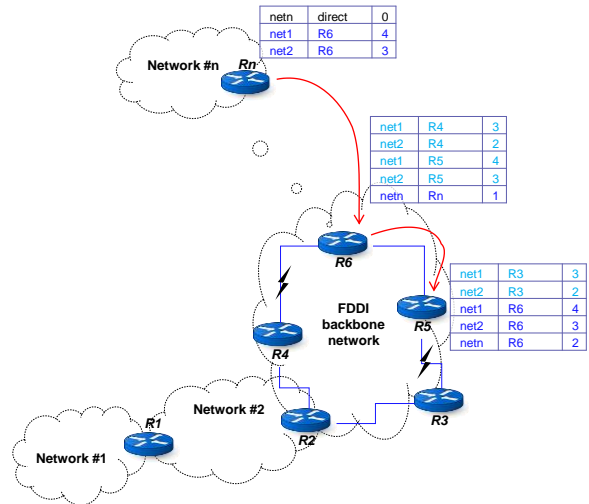 netn direct 0
net1 R6 4
net2 R6 3
Network #n
Rn
net1 R4 3
net2 R4 2
net1 R5 4
net2 R5 3
netn Rn 1
R6
net1 R3 3
net2 R3 2
net1 R6 4
net2 R6 3
netn R6 2
FDDI
backbone
network
R5
R4
Network #2
R3
R1
R2
Network #1